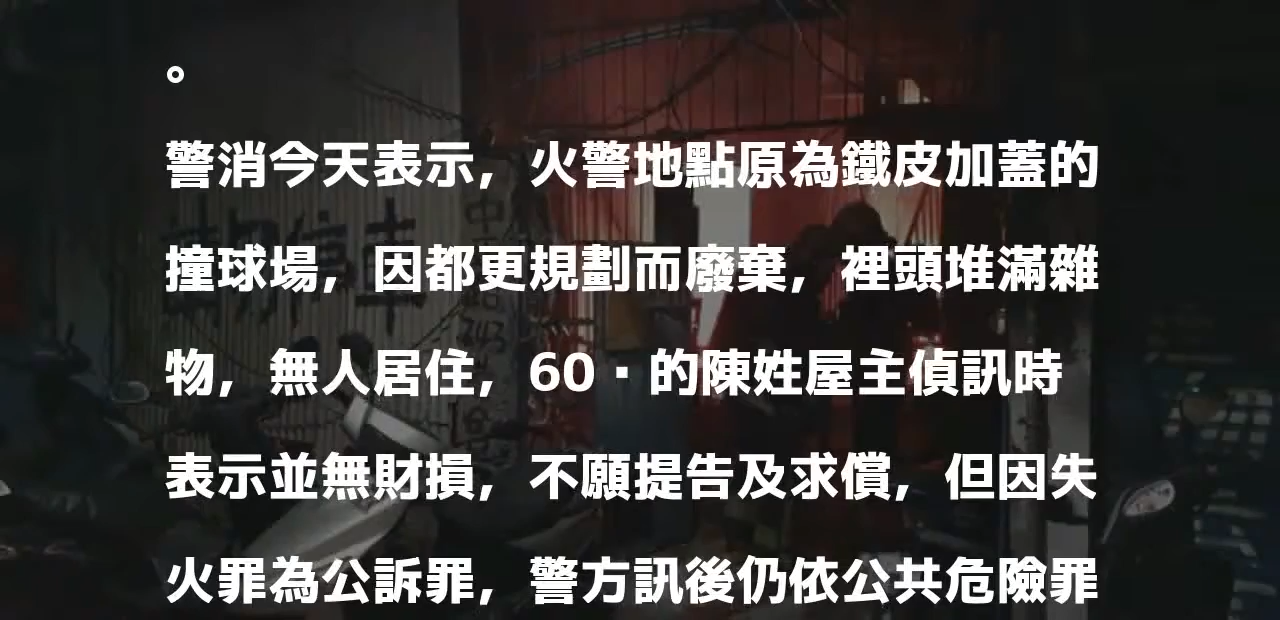 。
警消今天表示，火警地點原為鐵皮加蓋的
撞球場，因都更規劃而廢棄，裡頭堆滿雜
物，無人居住，60▪的陳姓屋主偵訊時
表示並無財損，不願提告及求償，但因失
火罪為公訴罪，警方訊後仍依公共危險罪